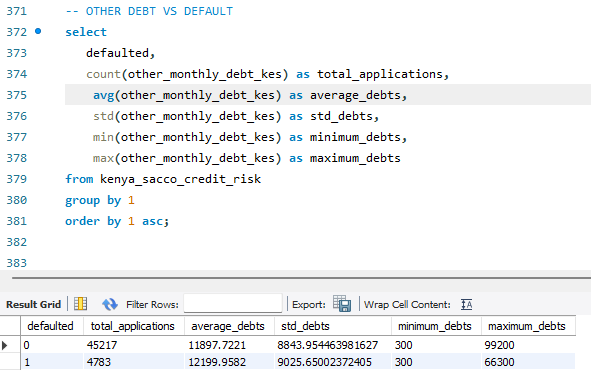 371 -- OTHER DEBT VS DEFAULT
372 select
373 defaulted,
374 count(other_monthly_debt_kes) as total_applications,
375 avg(other_monthly_debt_kes) as average_debts,
376 std(other_monthly_debt_kes) as std_debts,
377 min(other_monthly_debt_kes) as minimum_debts,
378 max(other_monthly_debt_kes) as maximum_debts
379 from kenya_sacco_credit_risk
380 group by 1
381 order by 1 asc;
382
383
Result Grid Filter Rows: Export: Wrap Cell Content: IA
defaulted total_applications average_debts std_debts minimum_debts maximum_debts
0 45217 11897.7221 8843.954463981627 300 99200
1 4783 12199.9582 9025.65002372405 300 66300